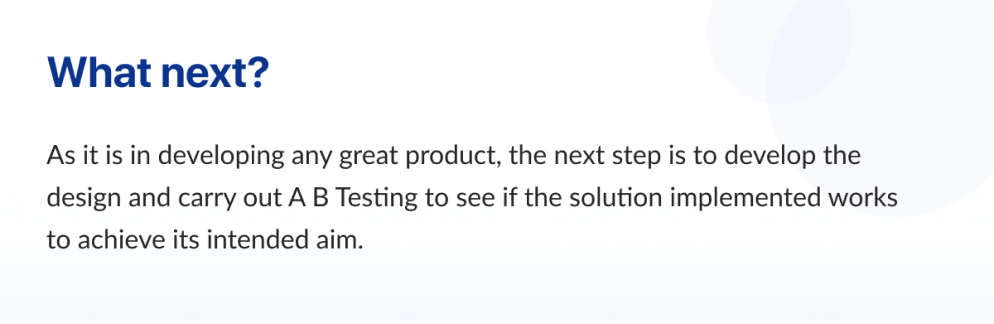 What next?
As it is in developing any great product, the next step is to develop the
design and carry out A B Testing to see if the solution implemented works
to achieve its intended aim.